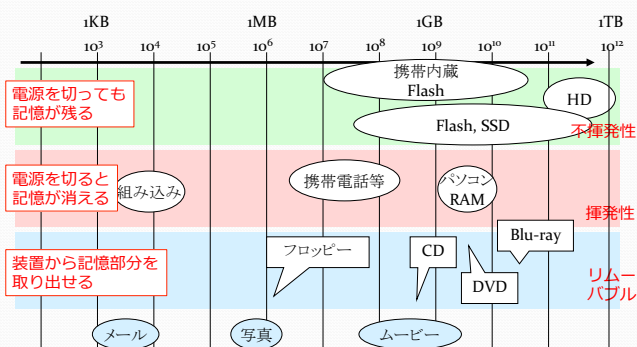 1KB 1MB 1GB 1TB
10³ 10⁴ 10⁵ 10⁶ 10⁷ 10⁸ 10⁹ 10¹⁰ 10¹¹ 10¹²
電源を切っても
記憶が残る
携帯内蔵
Flash
HD
Flash, SSD
不揮発性
電源を切ると
記憶が消える
組み込み
携帯電話等
パソコン
RAM
揮発性
装置から記憶部分を
取り出せる
フロッピー
CD
Blu-ray
DVD
リムー
バブル
メール
写真
ムービー